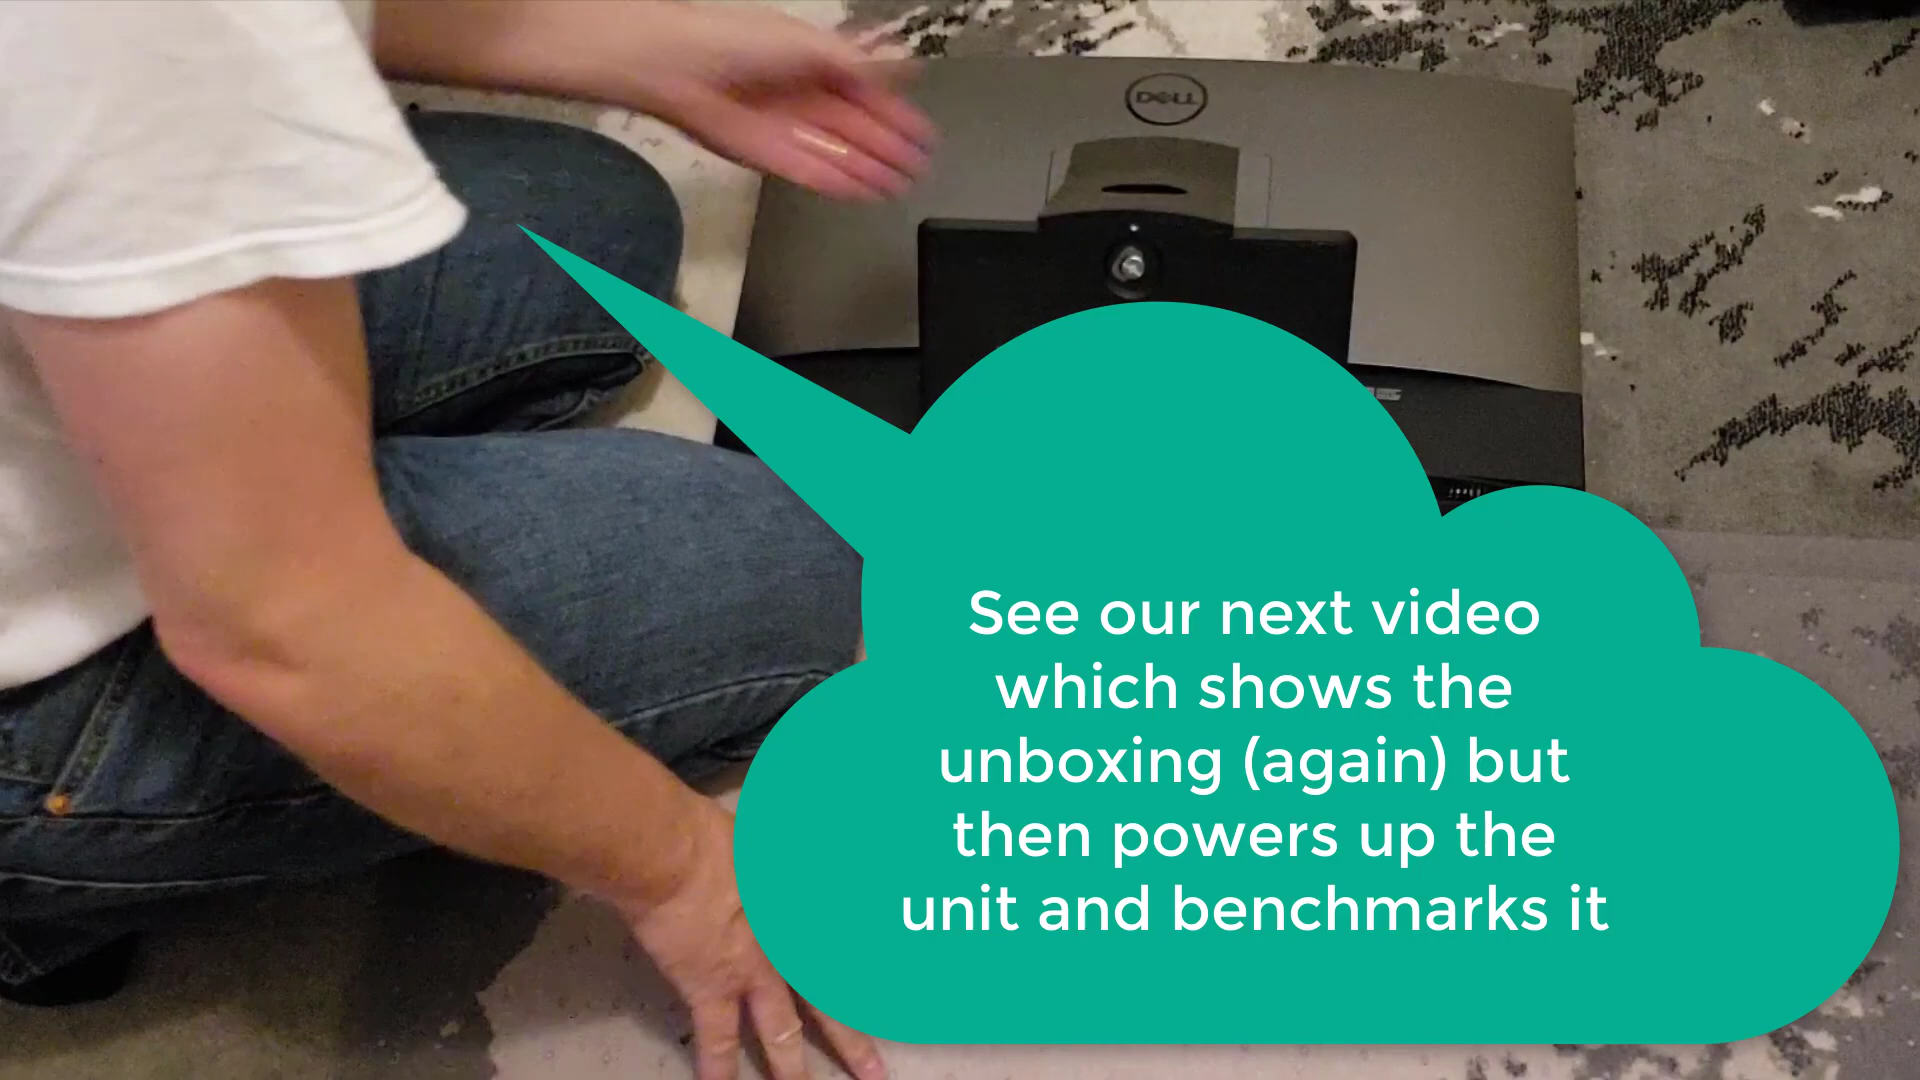 DELL
See our next video
which shows the
unboxing (again) but
then powers up the
unit and benchmarks it